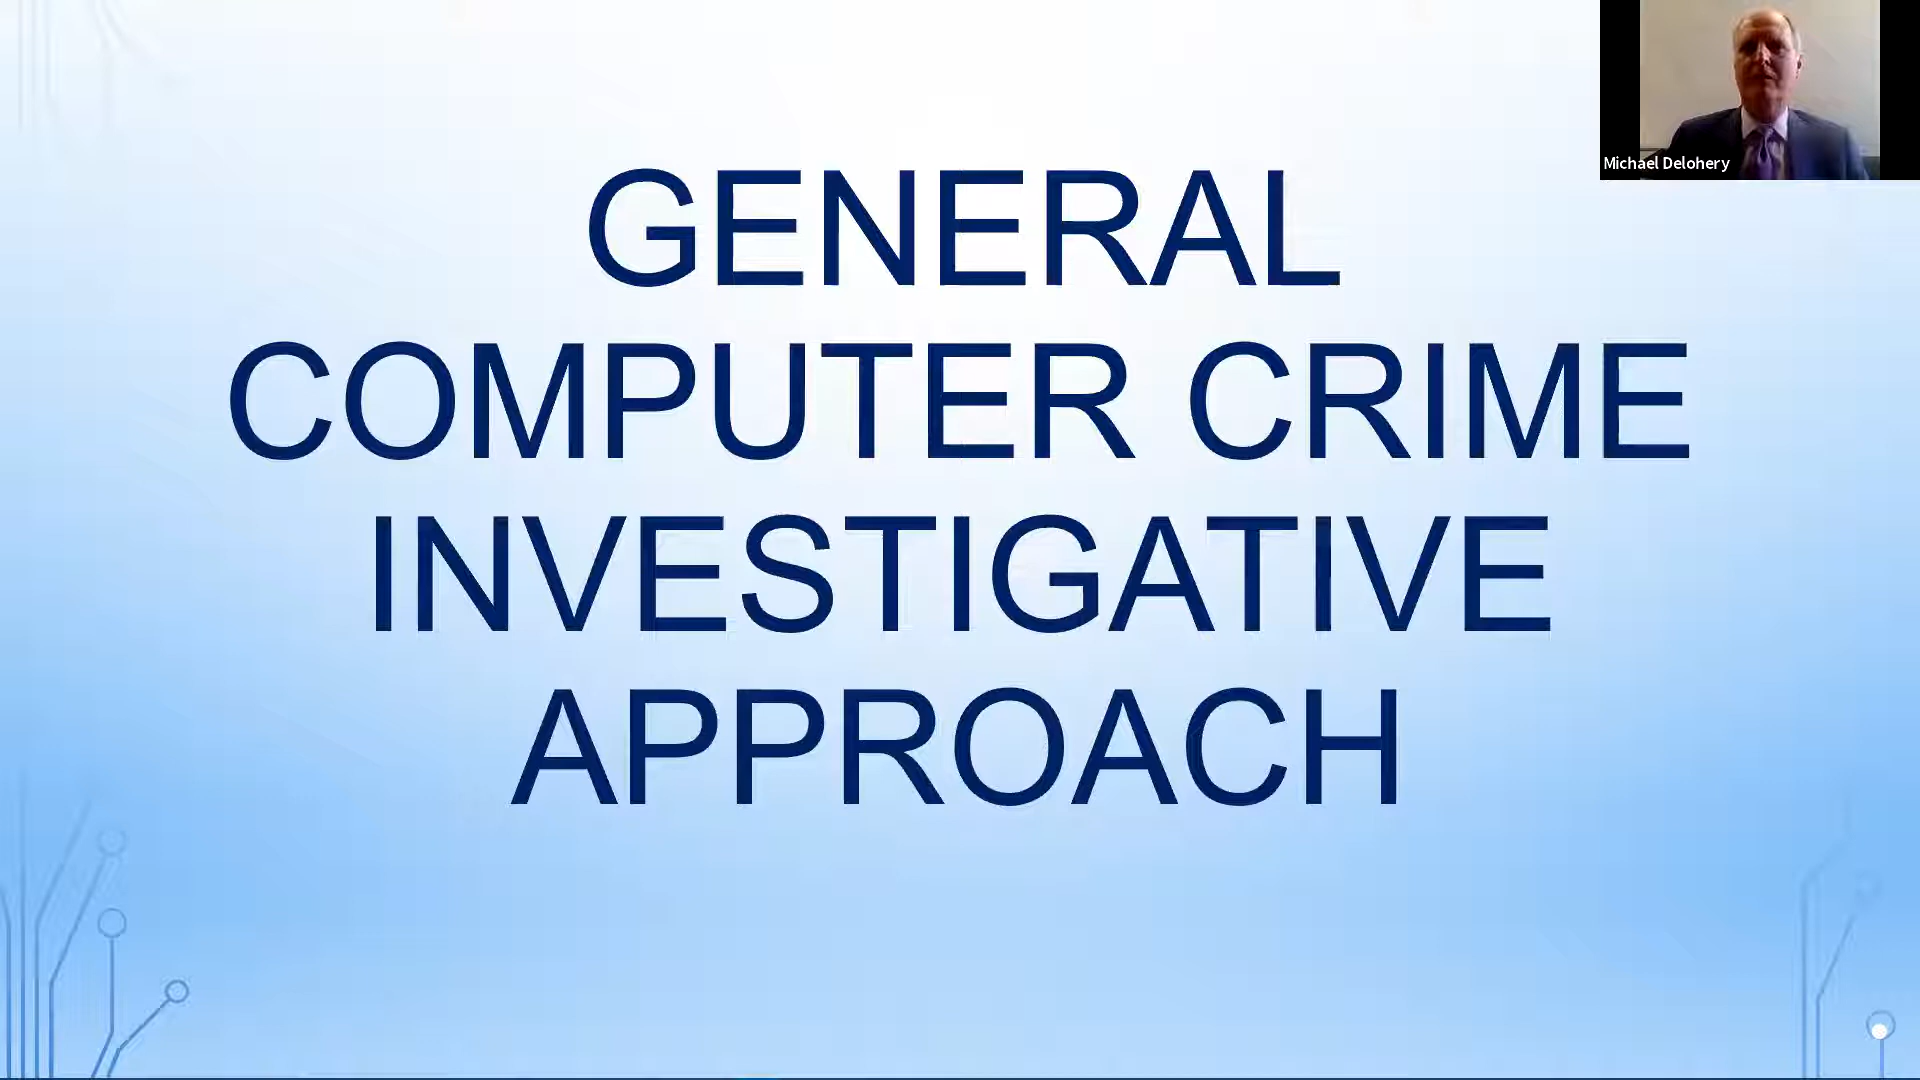 GENERAL
COMPUTER CRIME
INVESTIGATIVE
APPROACH
Michael Delohery